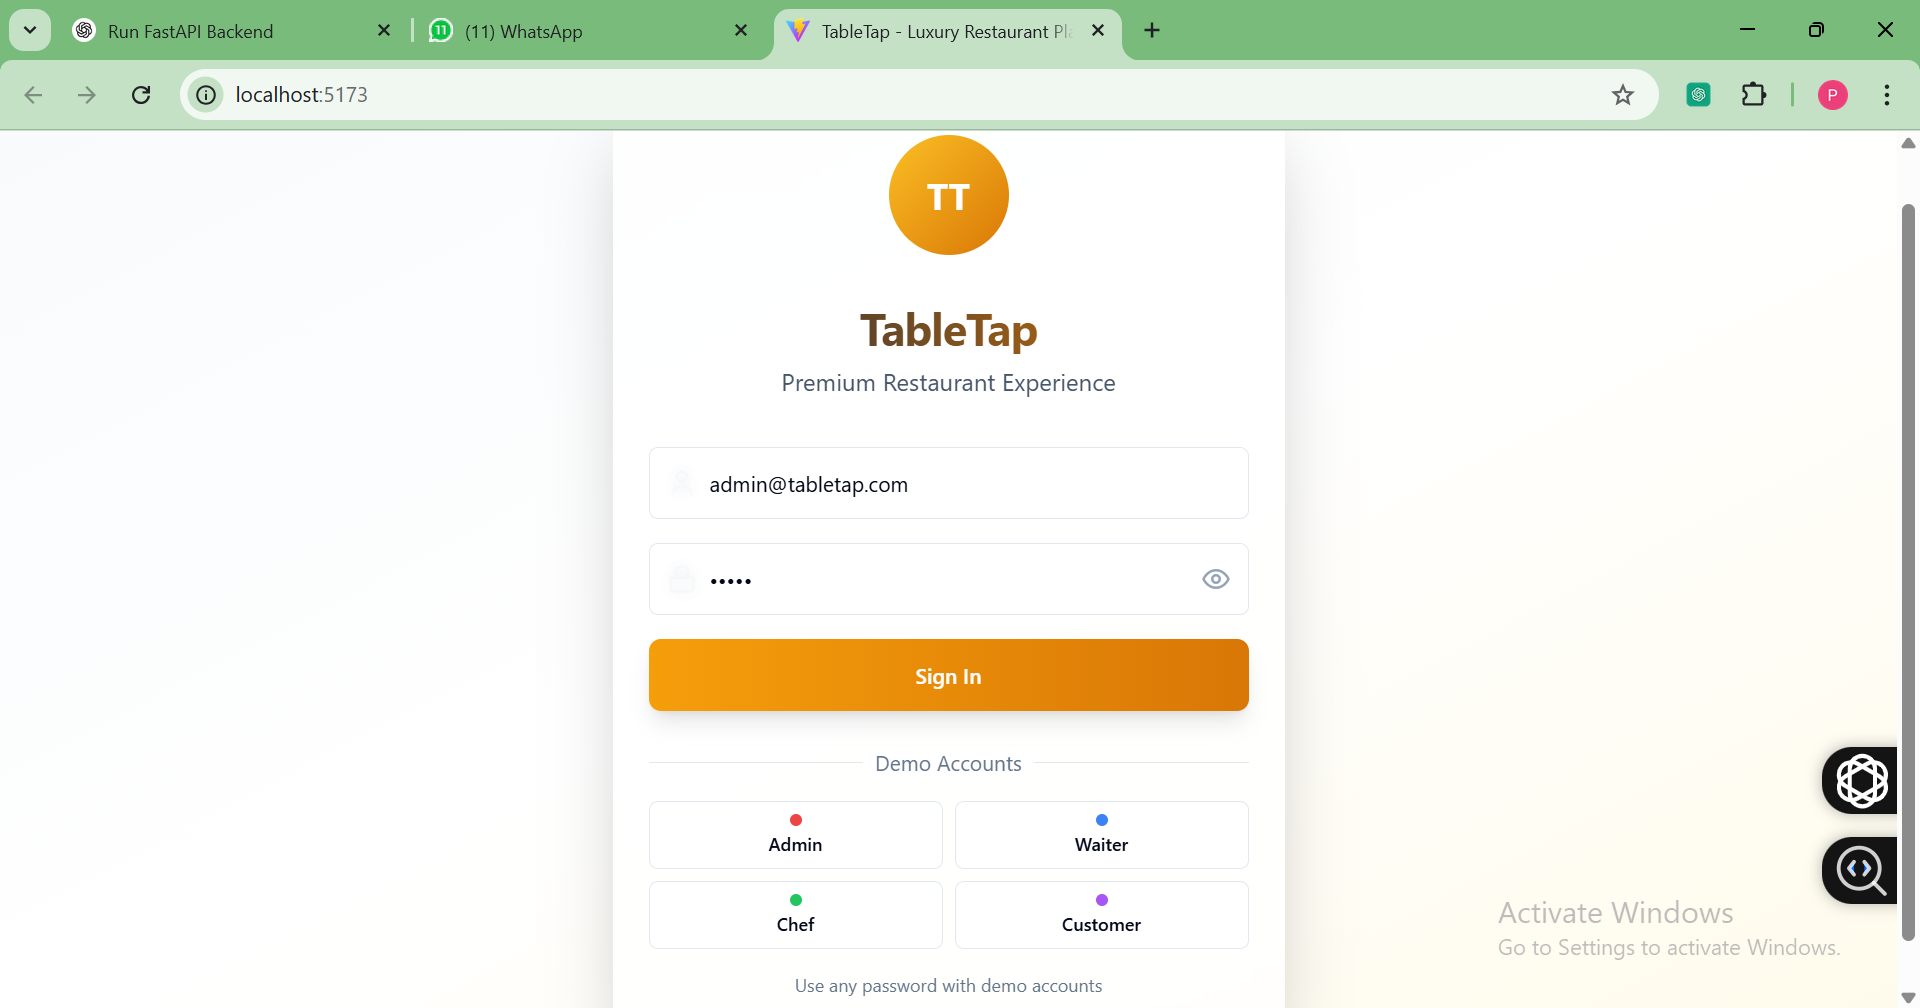 Run FastAPI Backend
11
(11) WhatsApp
TableTap - Luxury Restaurant Pla
localhost:5173
P
TT
TableTap
Premium Restaurant Experience
admin@tabletap.com
•••••
Sign In
Demo Accounts
Admin
Waiter
Chef
Customer
Use any password with demo accounts
Activate Windows
Go to Settings to activate Windows.